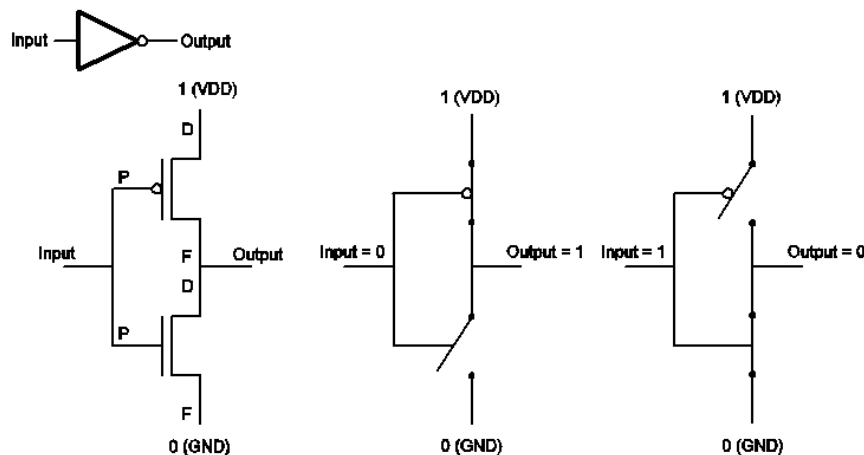 Input Output
1 (VDD)
D
P
Input F Output
D
P
F
0 (GND)
1 (VDD)
Input = 0 Output = 1
0 (GND)
1 (VDD)
Input = 1 Output = 0
0 (GND)